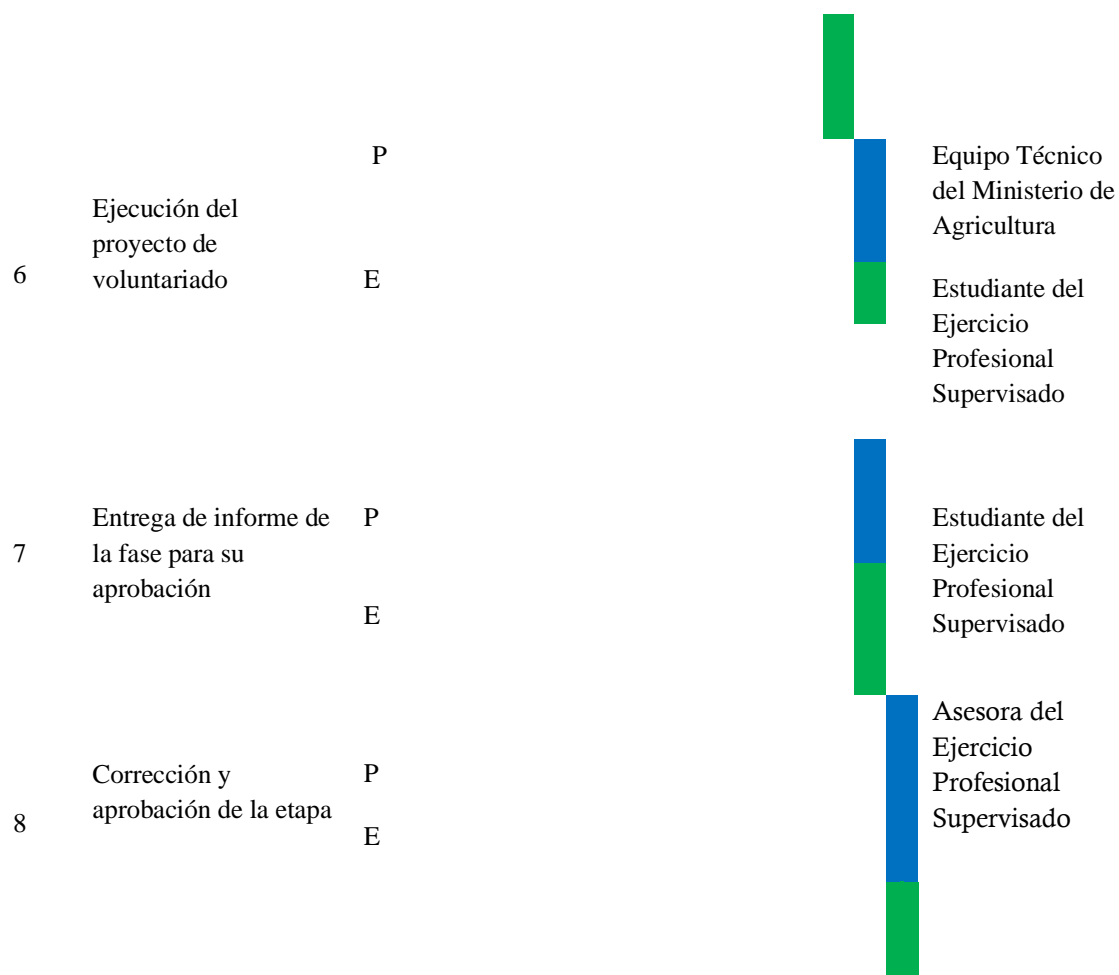 6
Ejecución del
proyecto de
voluntariado
P
E
Equipo Técnico
del Ministerio de
Agricultura
Estudiante del
Ejercicio
Profesional
Supervisado
7
Entrega de informe de
la fase para su
aprobación
P
E
Estudiante del
Ejercicio
Profesional
Supervisado
8
Corrección y
aprobación de la etapa
P
E
Asesora del
Ejercicio
Profesional
Supervisado